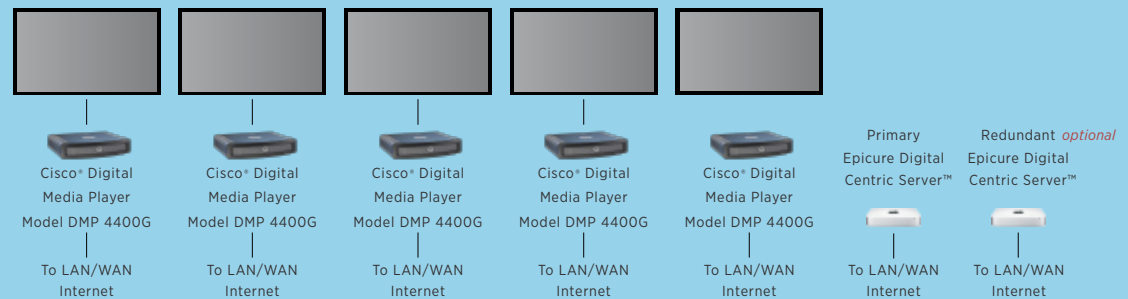 Cisco® Digital
Media Player
Model DMP 4400G
To LAN/WAN
Internet
Cisco® Digital
Media Player
Model DMP 4400G
To LAN/WAN
Internet
Cisco® Digital
Media Player
Model DMP 4400G
To LAN/WAN
Internet
Cisco® Digital
Media Player
Model DMP 4400G
To LAN/WAN
Internet
Cisco® Digital
Media Player
Model DMP 4400G
To LAN/WAN
Internet
Primary
Epicure Digital
Centric Server™
To LAN/WAN
Internet
Redundant optional
Epicure Digital
Centric Server™
To LAN/WAN
Internet